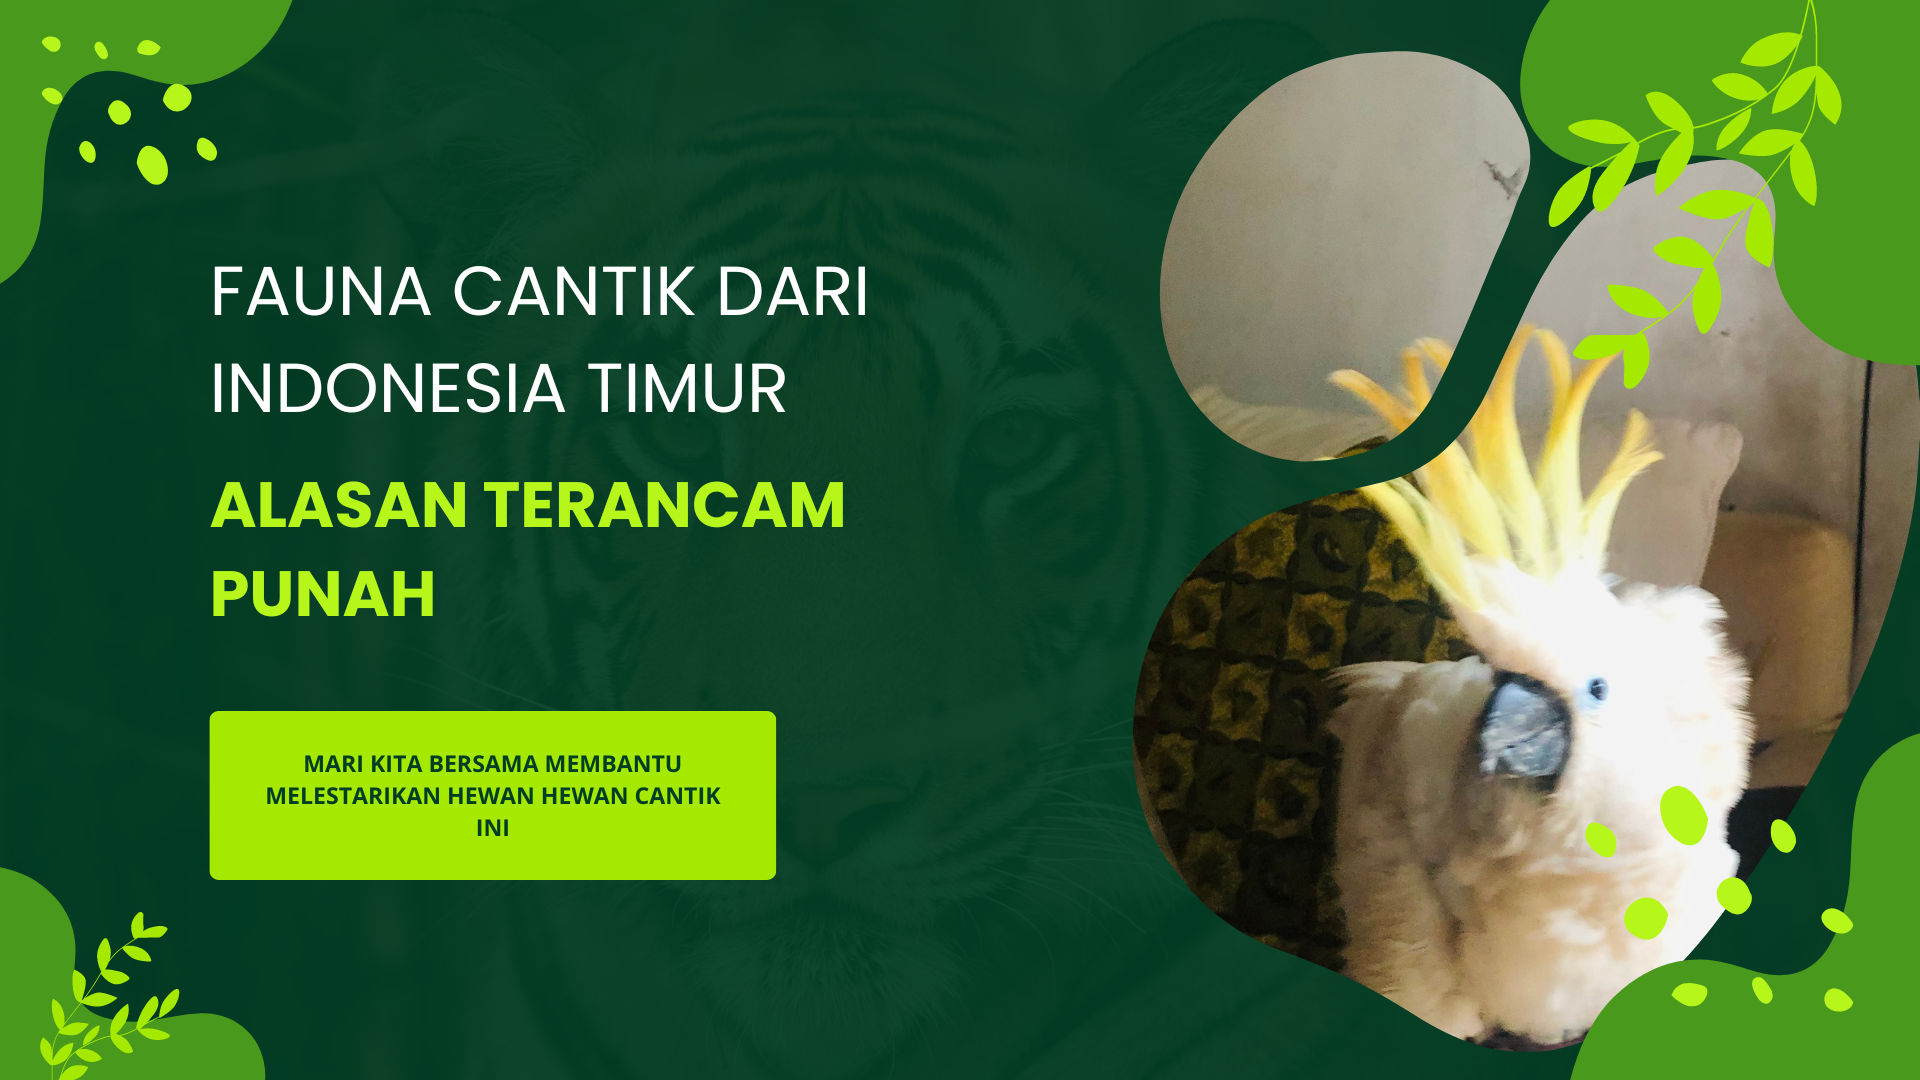 FAUNA CANTIK DARI
INDONESIA TIMUR
ALASAN TERANCAM
PUNAH
MARI KITA BERSAMA MEMBANTU
MELESTARIKAN HEWAN HEWAN CANTIK
INI